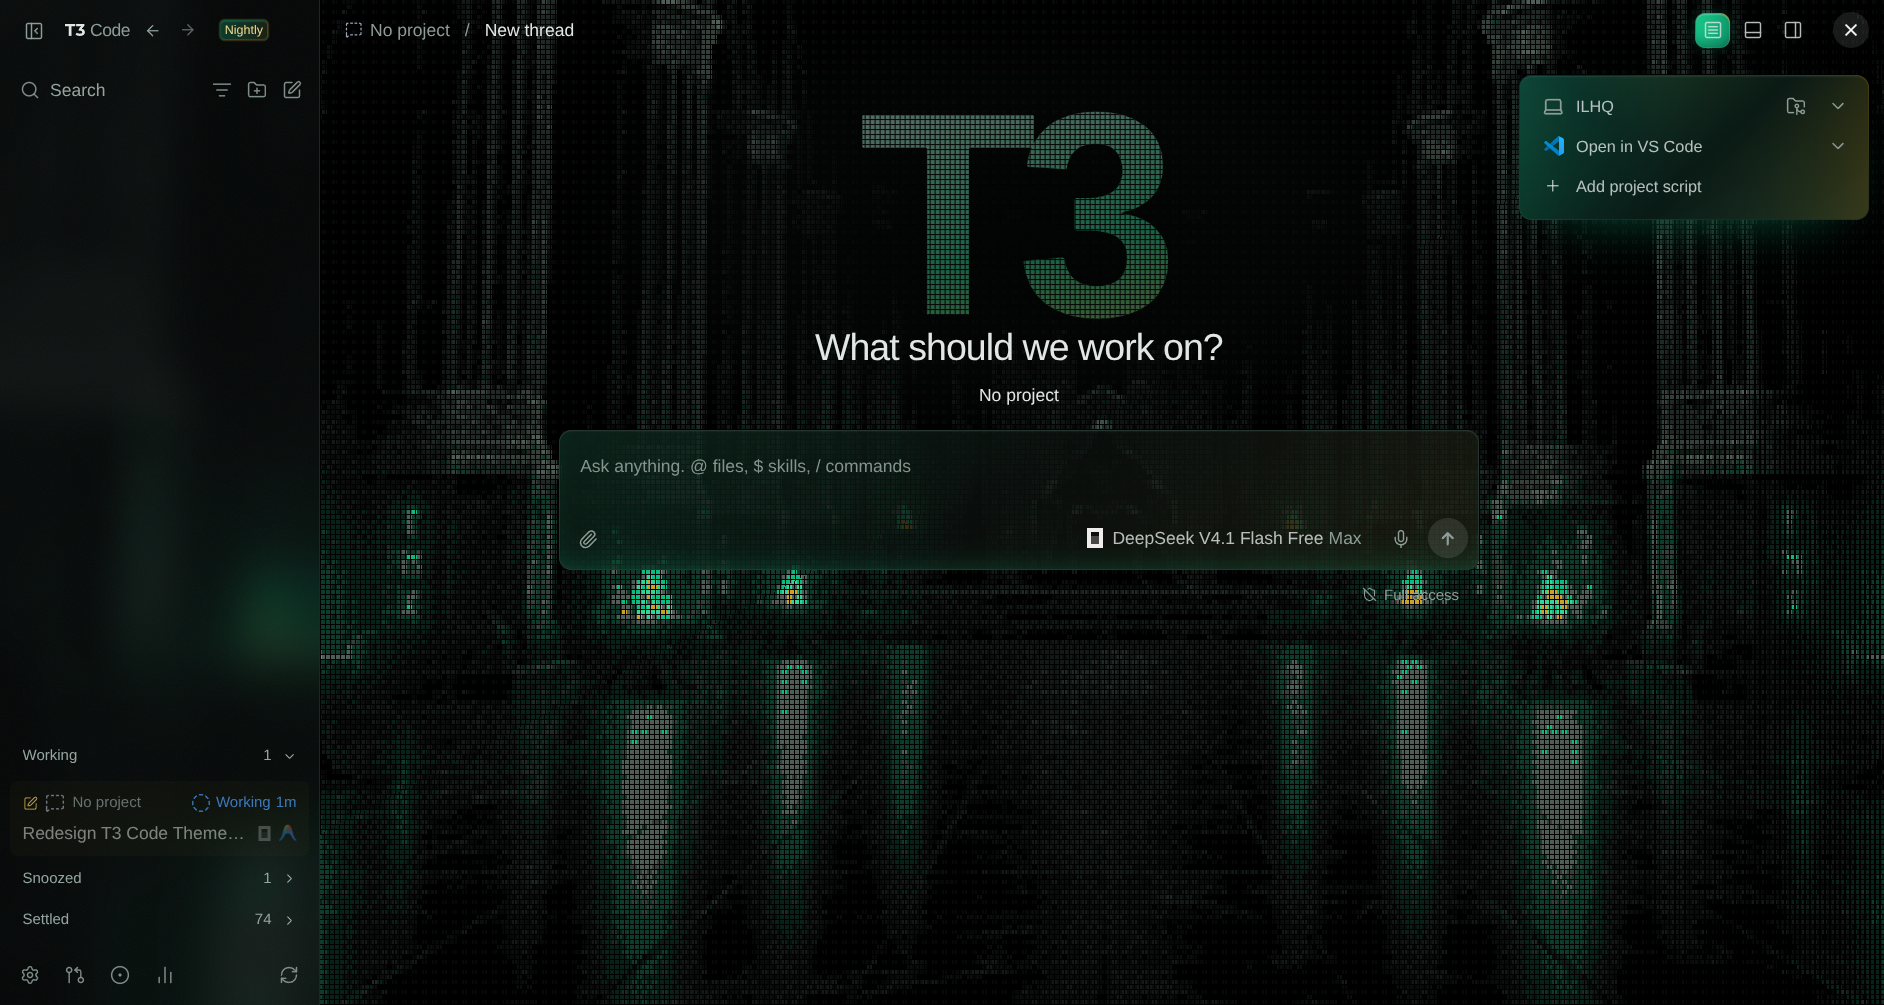 T3 Code
Nightly
Search
No project / New thread
ILHQ
Open in VS Code
Add project script
T3
What should we work on?
No project
Ask anything. @ files, $ skills, / commands
DeepSeek V4.1 Flash Free Max
Full access
Working 1
No project
Working 1m
Redesign T3 Code Theme...
Snoozed 1
Settled 74